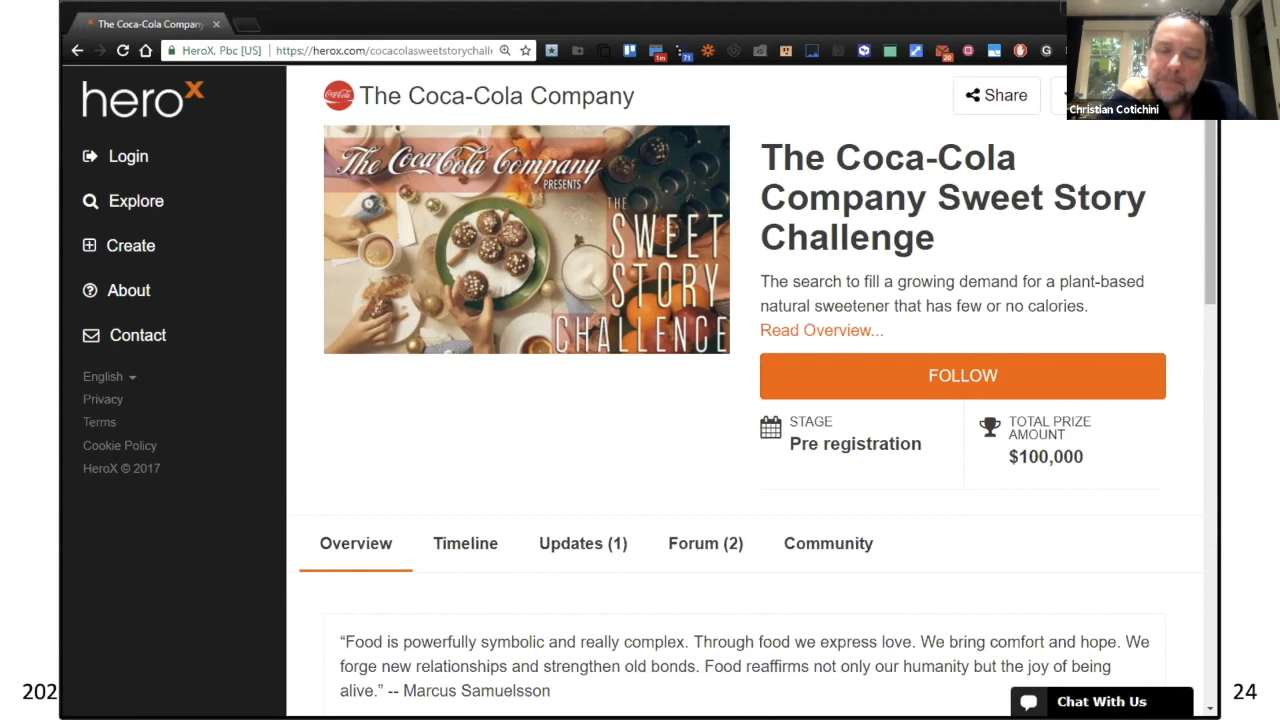 The Coca-Cola Company
HeroX, Pbc [US]
https://herox.com/cocacolasweetstorychall
1m
71
20
G
herox
Login
Explore
Create
About
Contact
English
Privacy
Terms
Cookie Policy
HeroX © 2017
The Coca-Cola Company
Share
Christian Cotichini
The Coca-Cola Company
PRESENTS
THE
SWEET
STORY
CHALLENGE
The Coca-Cola
Company Sweet Story
Challenge
The search to fill a growing demand for a plant-based
natural sweetener that has few or no calories.
Read Overview...
FOLLOW
STAGE
Pre registration
TOTAL PRIZE
AMOUNT
$100,000
Overview
Timeline
Updates (1)
Forum (2)
Community
“Food is powerfully symbolic and really complex. Through food we express love. We bring comfort and hope. We
forge new relationships and strengthen old bonds. Food reaffirms not only our humanity but the joy of being
alive.” -- Marcus Samuelsson
Chat With Us
202
24